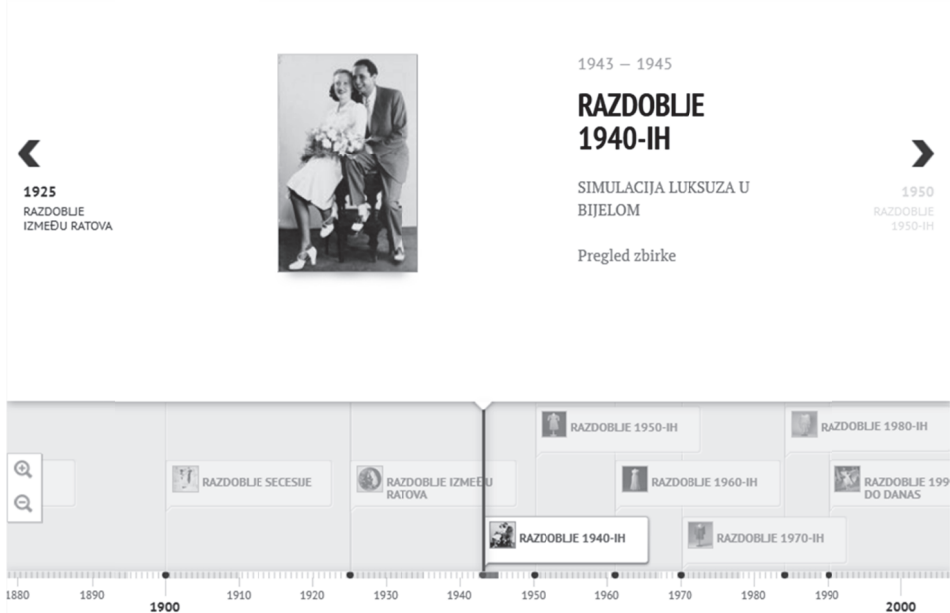 1943 – 1945
RAZDOBLJE
1940-IH
SIMULACIJA LUKSUZA U
BIJELOM
Pregled zbirke
1925
RAZDOBLJE
IZMEĐU RATOVA
1950
RAZDOBLJE
1950-IH
RAZDOBLJE 1950-IH
RAZDOBLJE 1980-IH
RAZDOBLJE SECESIJE
RAZDOBLJE IZMEĐU
RATOVA
RAZDOBLJE 1960-IH
RAZDOBLJE 199
DO DANAS
RAZDOBLJE 1940-IH
RAZDOBLJE 1970-IH
1880 1890 1900 1910 1920 1930 1940 1950 1960 1970 1980 1990 2000